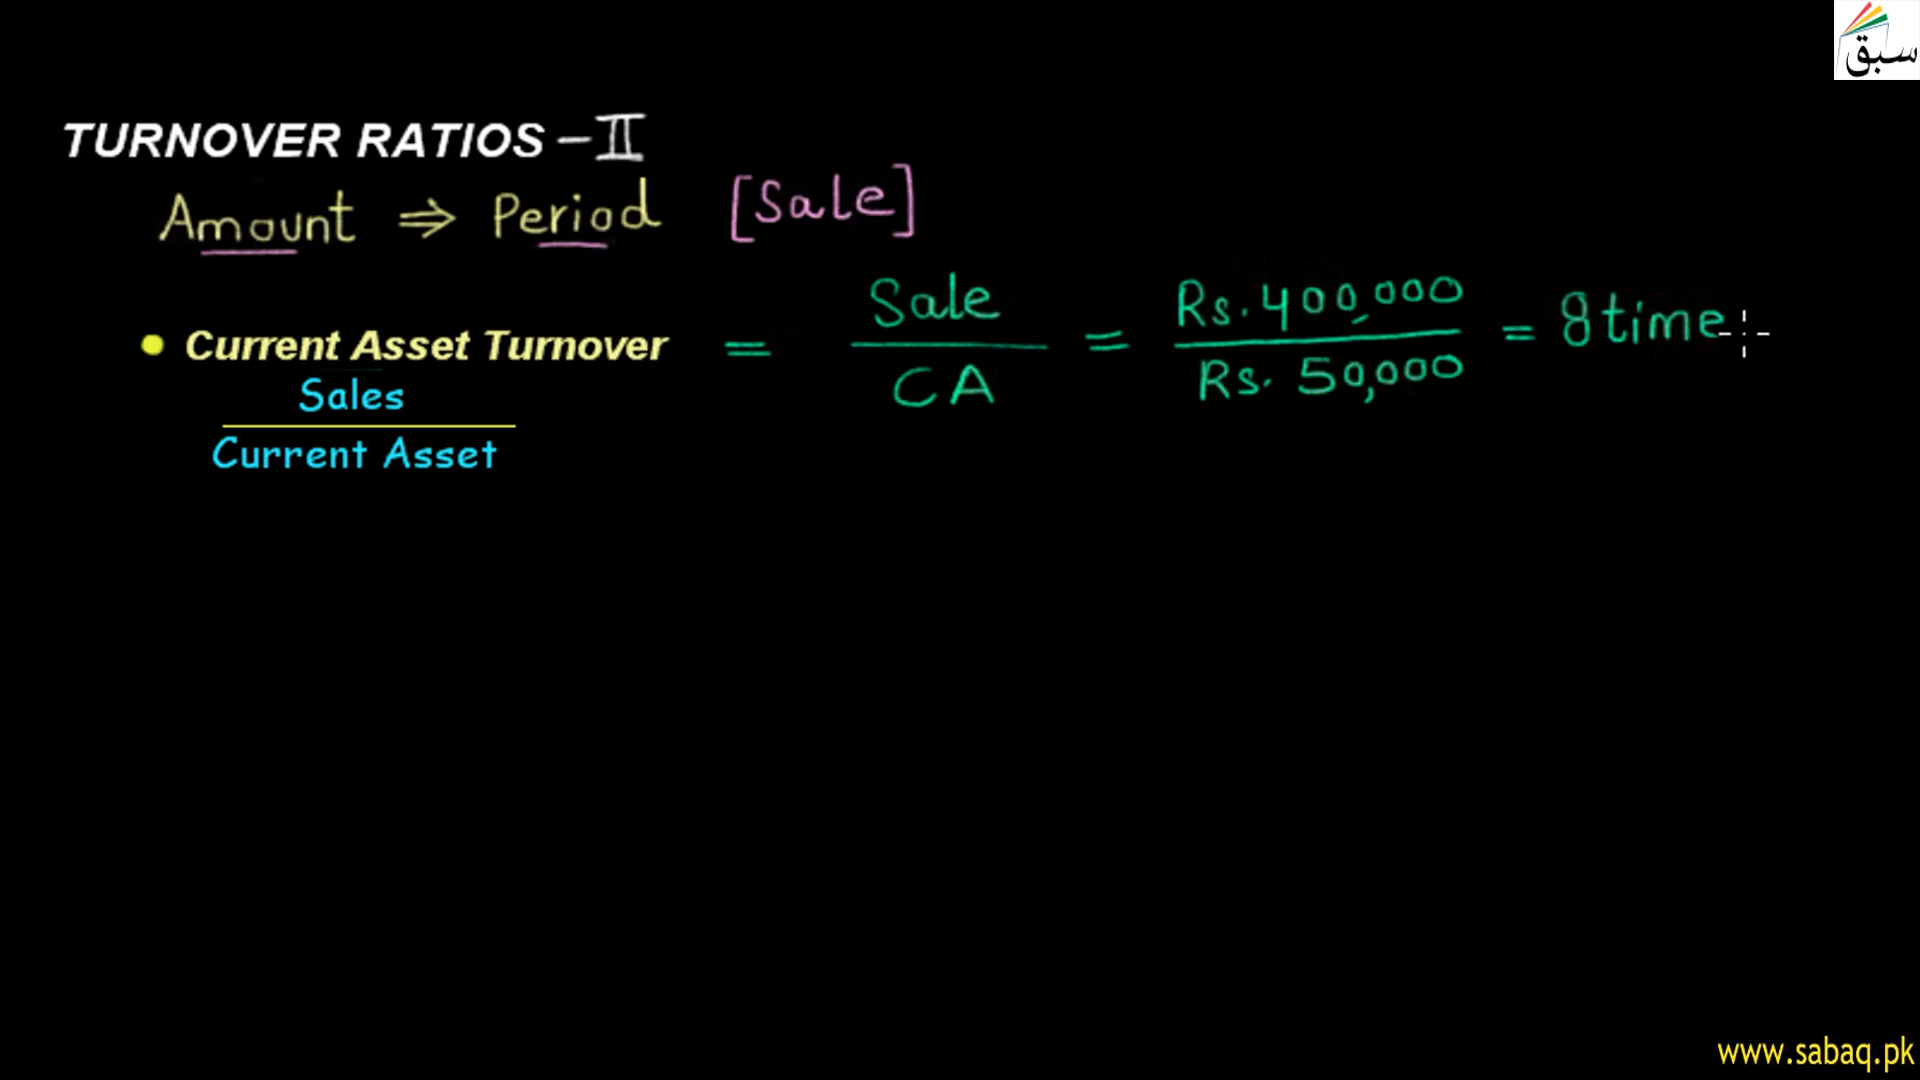 سبق
TURNOVER RATIOS – II
Amount ⇒ Period [Sale]
• Current Asset Turnover = Sale / CA = Rs. 400,000 / Rs. 50,000 = 8 time
Sales
Current Asset
www.sabaq.pk